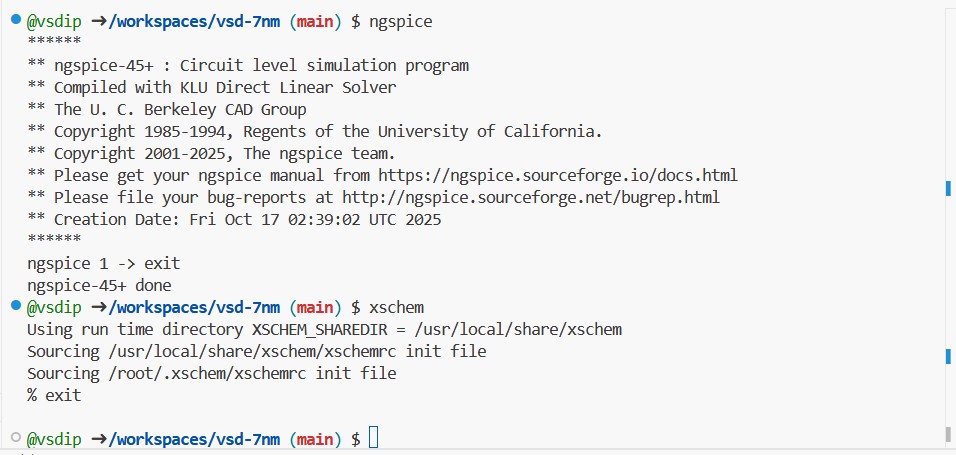 @vsdip ➜/workspaces/vsd-7nm (main) $ ngspice
******
** ngspice-45+ : Circuit level simulation program
** Compiled with KLU Direct Linear Solver
** The U. C. Berkeley CAD Group
** Copyright 1985-1994, Regents of the University of California.
** Copyright 2001-2025, The ngspice team.
** Please get your ngspice manual from https://ngspice.sourceforge.io/docs.html
** Please file your bug-reports at http://ngspice.sourceforge.net/bugrep.html
** Creation Date: Fri Oct 17 02:39:02 UTC 2025
******
ngspice 1 -> exit
ngspice-45+ done
@vsdip ➜/workspaces/vsd-7nm (main) $ xschem
Using run time directory XSCHEM_SHAREDIR = /usr/local/share/xschem
Sourcing /usr/local/share/xschem/xschemrc init file
Sourcing /root/.xschem/xschemrc init file
% exit
@vsdip ➜/workspaces/vsd-7nm (main) $